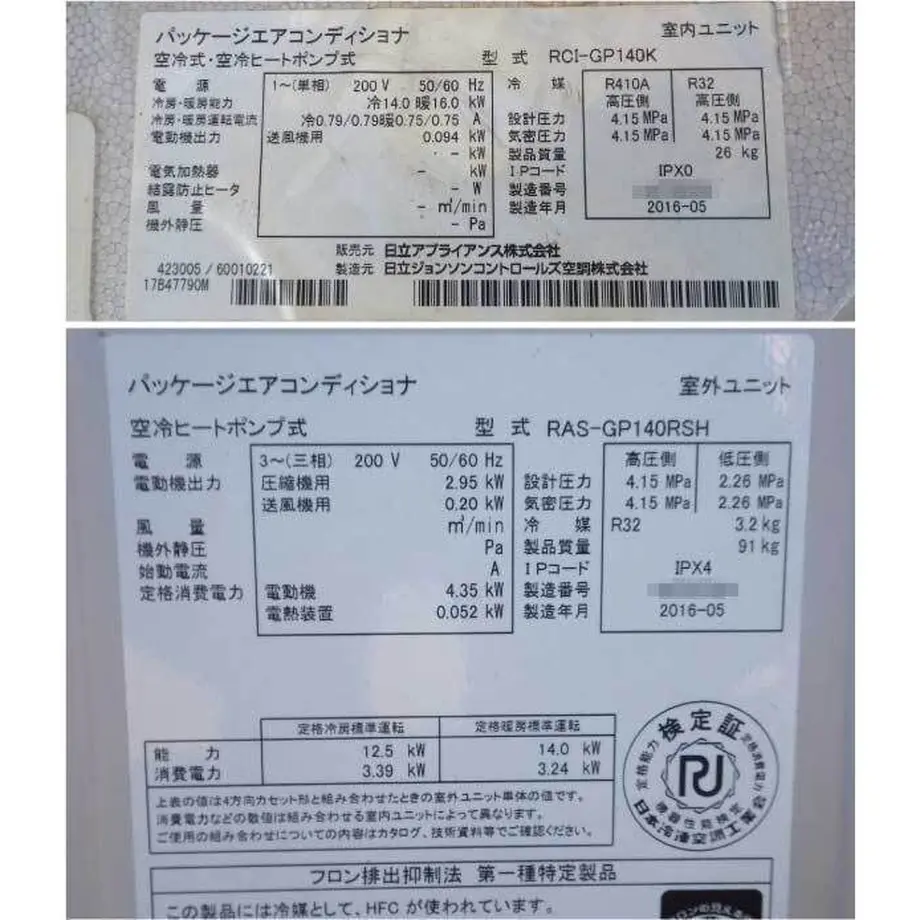 パッケージエアコンディショナ 室内ユニット
空冷式・空冷ヒートポンプ式 型式 RCI-GP140K
電源 1〜(単相) 200 V 50/60 Hz 冷媒 R410A R32
冷房・暖房能力 冷14.0 暖16.0 kW 高圧側 高圧側
冷房・暖房運転電流 冷0.79/0.79暖0.75/0.75 A 設計圧力 4.15 MPa 4.15 MPa
電動機出力 送風機用 0.094 kW 気密圧力 4.15 MPa 4.15 MPa
- kW 製品質量 26 kg
電気加熱器 - kW IPコード IPX0
結露防止ヒータ - W 製造番号
風量 - ㎥/min 製造年月 2016-05
機外静圧 - Pa
販売元 日立アプライアンス株式会社
423005 / 60010221 製造元 日立ジョンソンコントロールズ空調株式会社
17B47790M
パッケージエアコンディショナ 室外ユニット
空冷ヒートポンプ式 型式 RAS-GP140RSH
電源 3〜(三相) 200 V 50/60 Hz 高圧側 低圧側
電動機出力 圧縮機用 2.95 kW 設計圧力 4.15 MPa 2.26 MPa
送風機用 0.20 kW 気密圧力 4.15 MPa 2.26 MPa
風量 ㎥/min 冷媒 R32 3.2 kg
機外静圧 Pa 製品質量 91 kg
始動電流 A IPコード IPX4
定格消費電力 電動機 4.35 kW 製造番号
電熱装置 0.052 kW 製造年月 2016-05
定格冷房標準運転 定格暖房標準運転
能力 12.5 kW 14.0 kW
消費電力 3.39 kW 3.24 kW
上表の値は4方向カセット形と組み合わせたときの室外ユニット単体の値です。
消費電力などの数値は組み合わせる室内ユニットによって異なります。
ご使用の組み合わせについての内容はカタログ、技術資料等でご確認ください。
検定証
定格能力 定格消費電力
日本冷凍空調工業会
フロン排出抑制法 第一種特定製品
この製品には冷媒として、HFC が使われています。